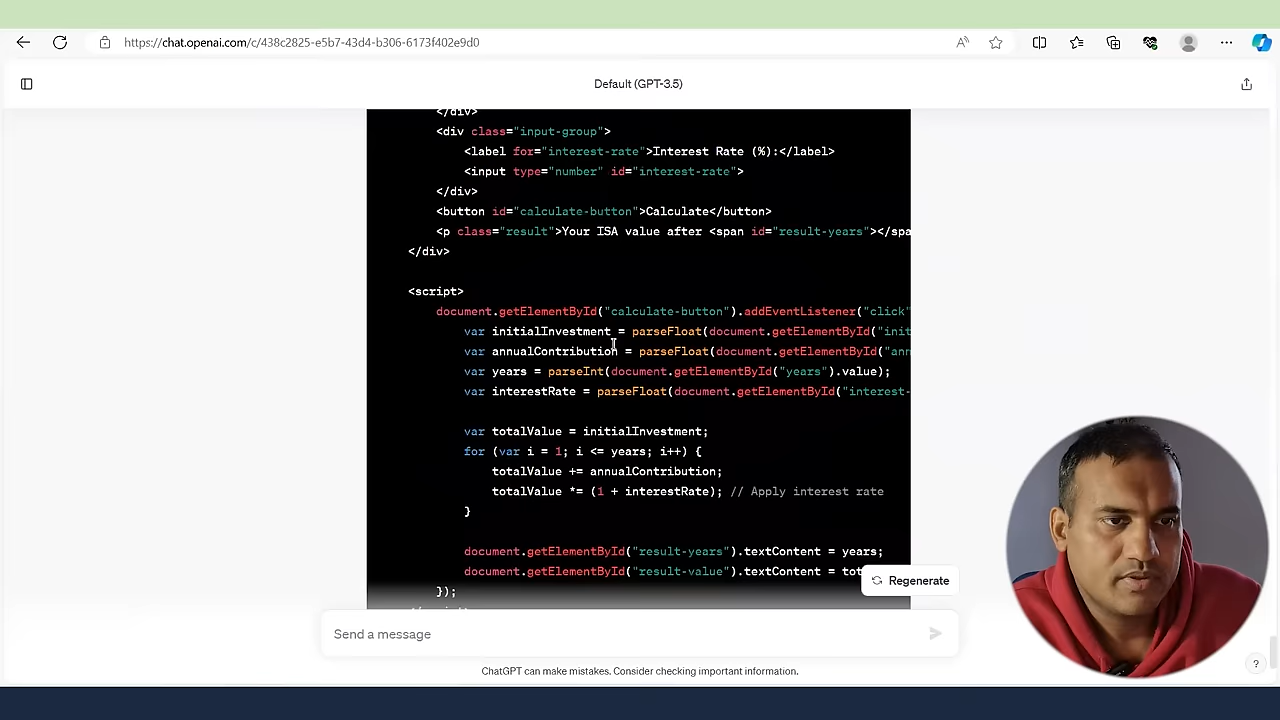 https://chat.openai.com/c/438c2825-e5b7-43d4-b306-6173f402e9d0
Default (GPT-3.5)
</div>
<div class="input-group">
<label for="interest-rate">Interest Rate (%):</label>
<input type="number" id="interest-rate">
</div>
<button id="calculate-button">Calculate</button>
<p class="result">Your ISA value after <span id="result-years"></spa
</div>
<script>
document.getElementById("calculate-button").addEventListener("click"
var initialInvestment = parseFloat(document.getElementById("init
var annualContribution = parseFloat(document.getElementById("ann
var years = parseInt(document.getElementById("years").value);
var interestRate = parseFloat(document.getElementById("interest-
var totalValue = initialInvestment;
for (var i = 1; i <= years; i++) {
totalValue += annualContribution;
totalValue *= (1 + interestRate); // Apply interest rate
}
document.getElementById("result-years").textContent = years;
document.getElementById("result-value").textContent = tot
});
Regenerate
Send a message
ChatGPT can make mistakes. Consider checking important information.
?